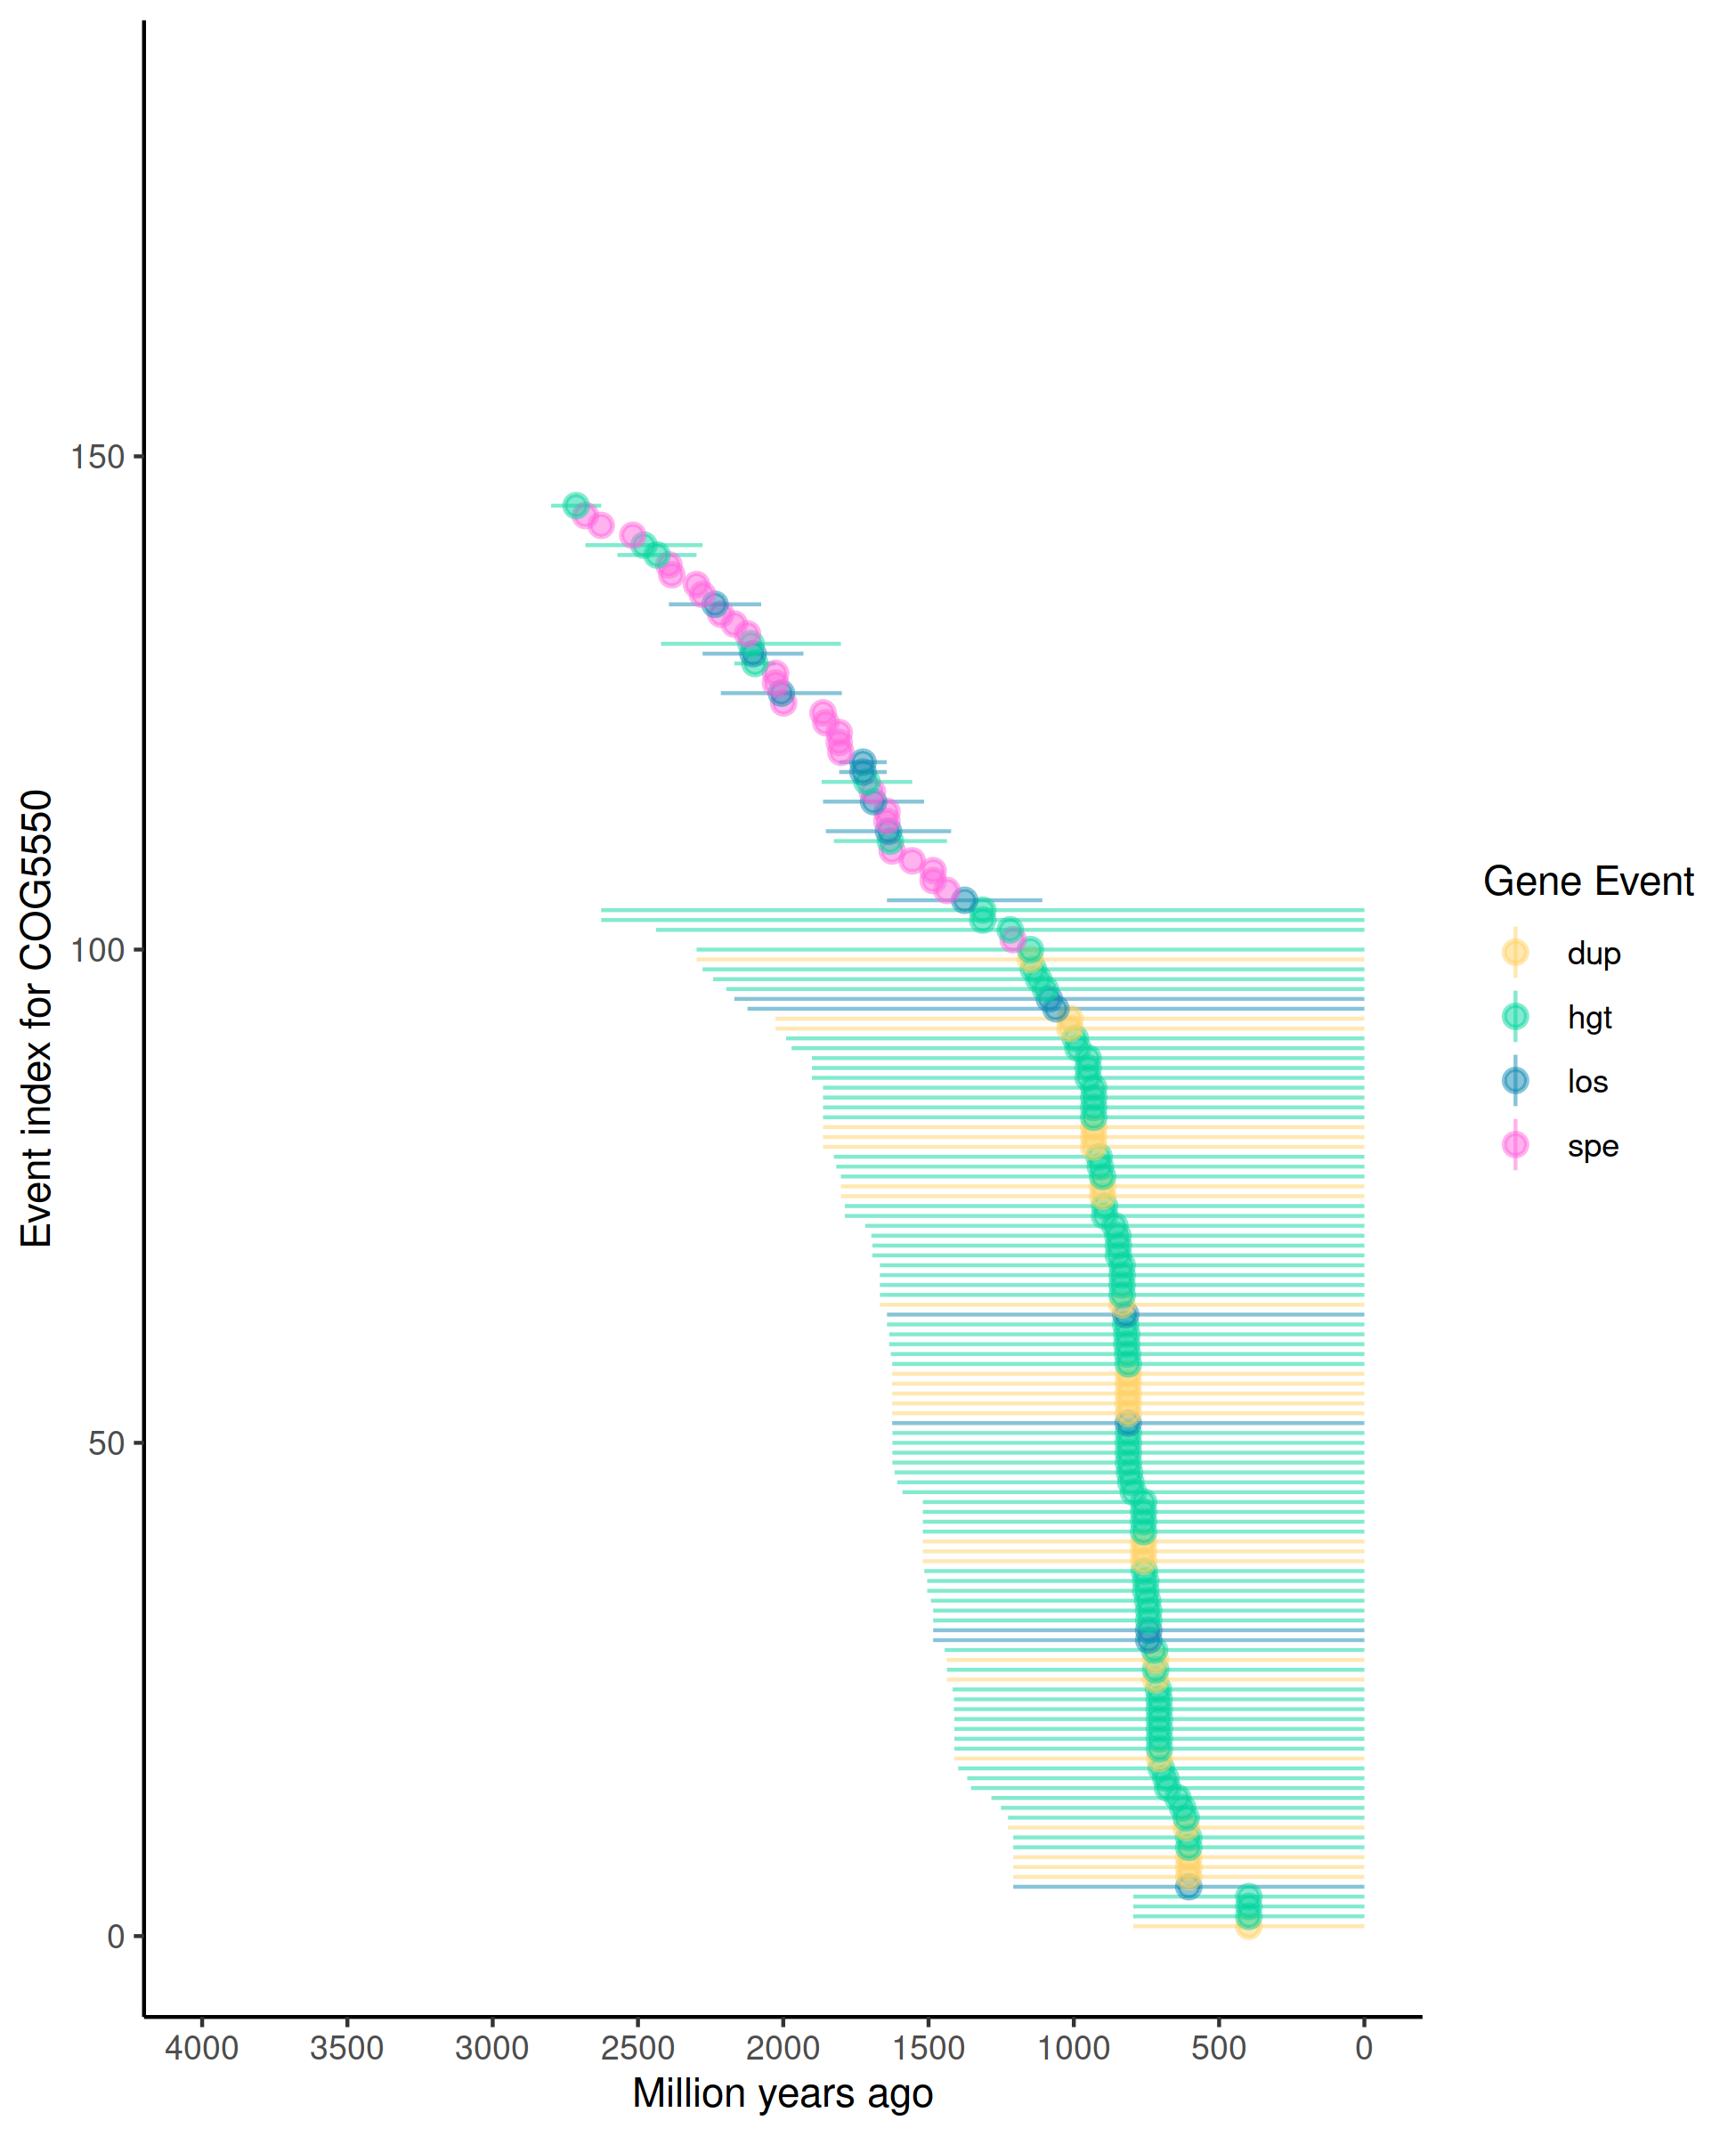 150
100
50
0
Event index for COG5550
4000 3500 3000 2500 2000 1500 1000 500 0
Million years ago
Gene Event
dup
hgt
los
spe